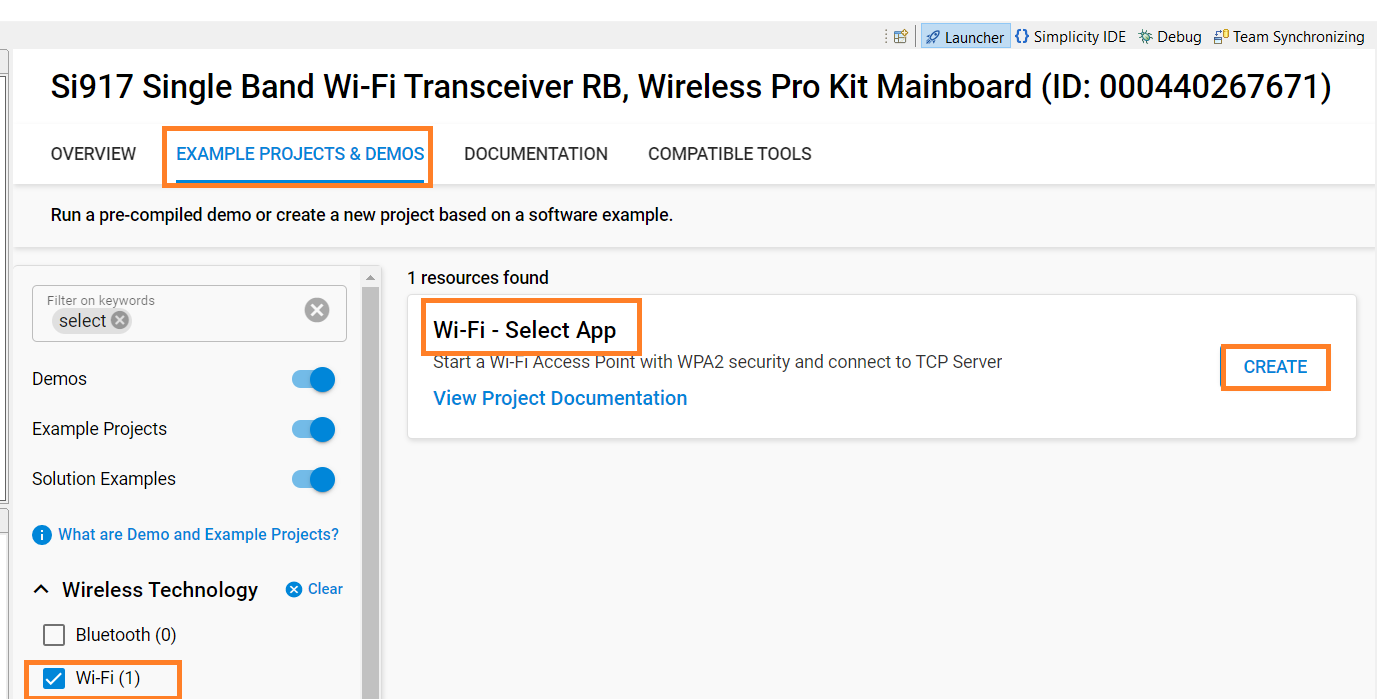 Launcher Simplicity IDE Debug Team Synchronizing
Si917 Single Band Wi-Fi Transceiver RB, Wireless Pro Kit Mainboard (ID: 000440267671)
OVERVIEW EXAMPLE PROJECTS & DEMOS DOCUMENTATION COMPATIBLE TOOLS
Run a pre-compiled demo or create a new project based on a software example.
Filter on keywords
select
Demos
Example Projects
Solution Examples
What are Demo and Example Projects?
Wireless Technology Clear
Bluetooth (0)
Wi-Fi (1)
1 resources found
Wi-Fi - Select App
Start a Wi-Fi Access Point with WPA2 security and connect to TCP Server
View Project Documentation
CREATE